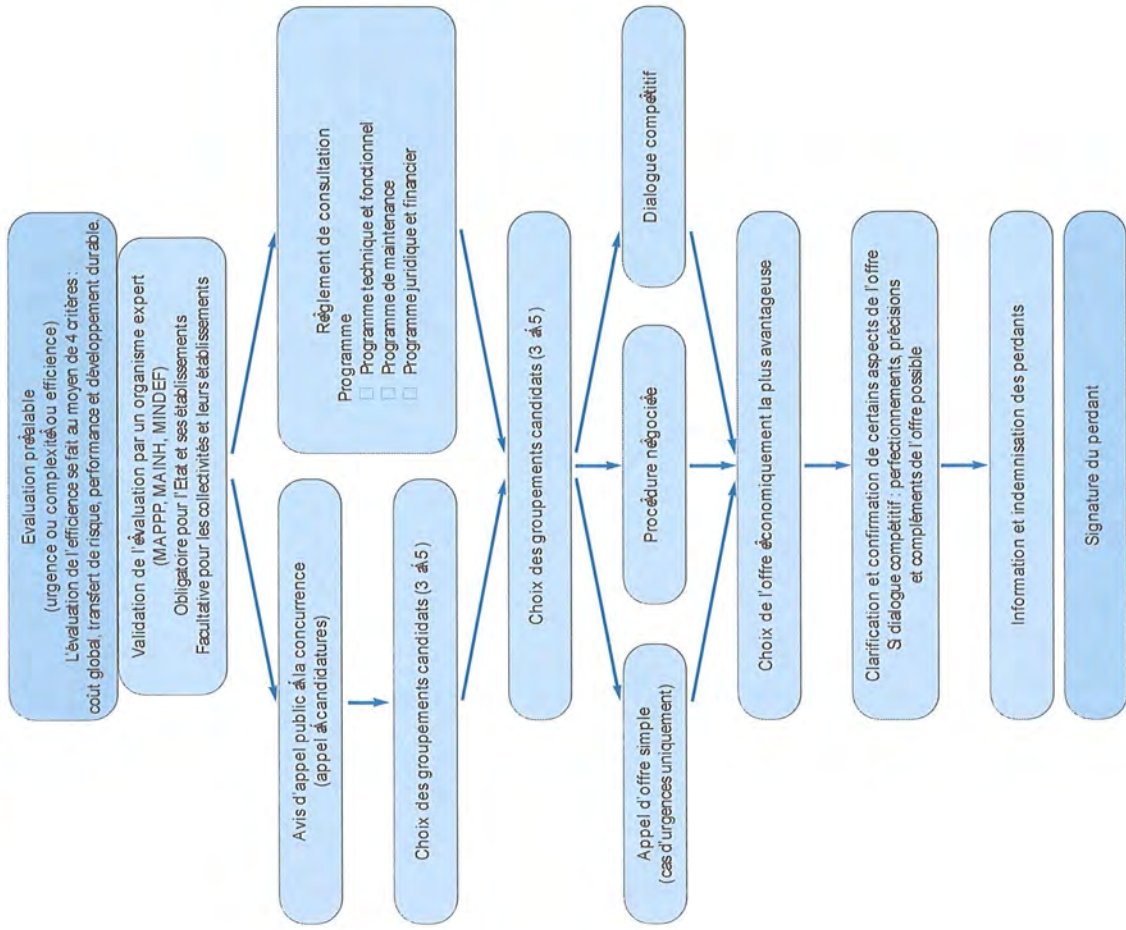 Evaluation préalable
(urgence ou complexité ou efficience)
L'évaluation de l'efficience se fait au moyen de 4 critères :
coût global, transfert de risque, performance et développement durable.
Validation de l'évaluation par un organisme expert
(MAPPP, MAINH, MINDEF)
Obligatoire pour l'Etat et ses établissements
Facultative pour les collectivités et leurs établissements
Avis d'appel public à la concurrence
(appel à candidatures)
Choix des groupements candidats (3 à 5)
Réglement de consultation
Programme
□ Programme technique et fonctionnel
□ Programme de maintenance
□ Programme juridique et financier
Choix des groupements candidats (3 à 5)
Appel d'offre simple
(cas d'urgences uniquement)
Procédure négociée
Dialogue compétitif
Choix de l'offre économiquement la plus avantageuse
Clarification et confirmation de certains aspects de l'offre
Si dialogue compétitif : perfectionnements, précisions
et compléments de l'offre possible
Information et indemnisation des perdants
Signature du perdant